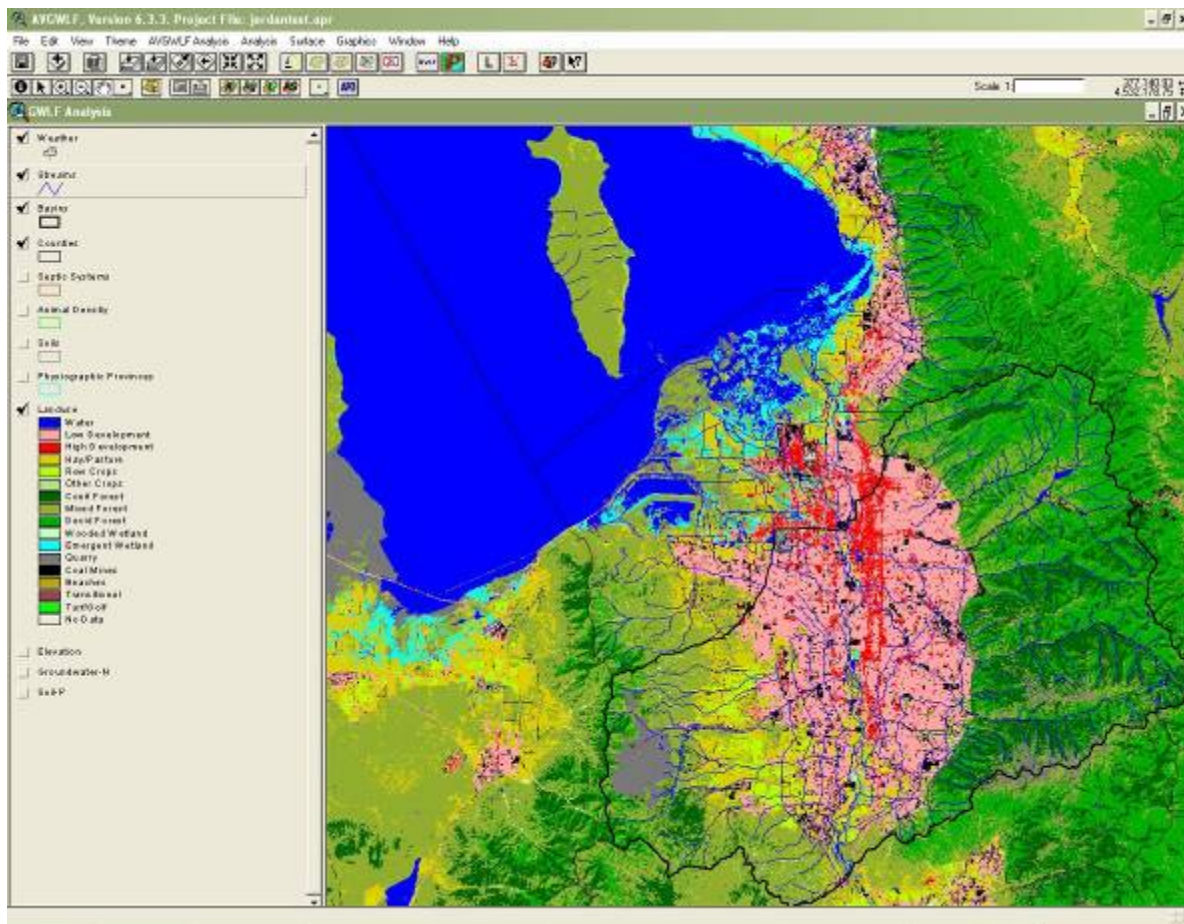 AVGWLF, Version 6.3.3. Project File: jordantest.apr
File Edit View Theme AVGWLF Analysis Analysis Surface Graphics Window Help
Scale 1:
GWLF Analysis
Weather
Streams
Basins
Counties
Septic Systems
Animal Density
Soils
Physiographic Provinces
Landuse
Water
Low Development
High Development
Hay/Pasture
Row Crops
Other Crops
Conif Forest
Mixed Forest
Decid Forest
Wooded Wetland
Emergent Wetland
Quarry
Coal Mines
Beaches
Transitional
Turf/Golf
No Data
Elevation
Groundwater-N
Soil-P